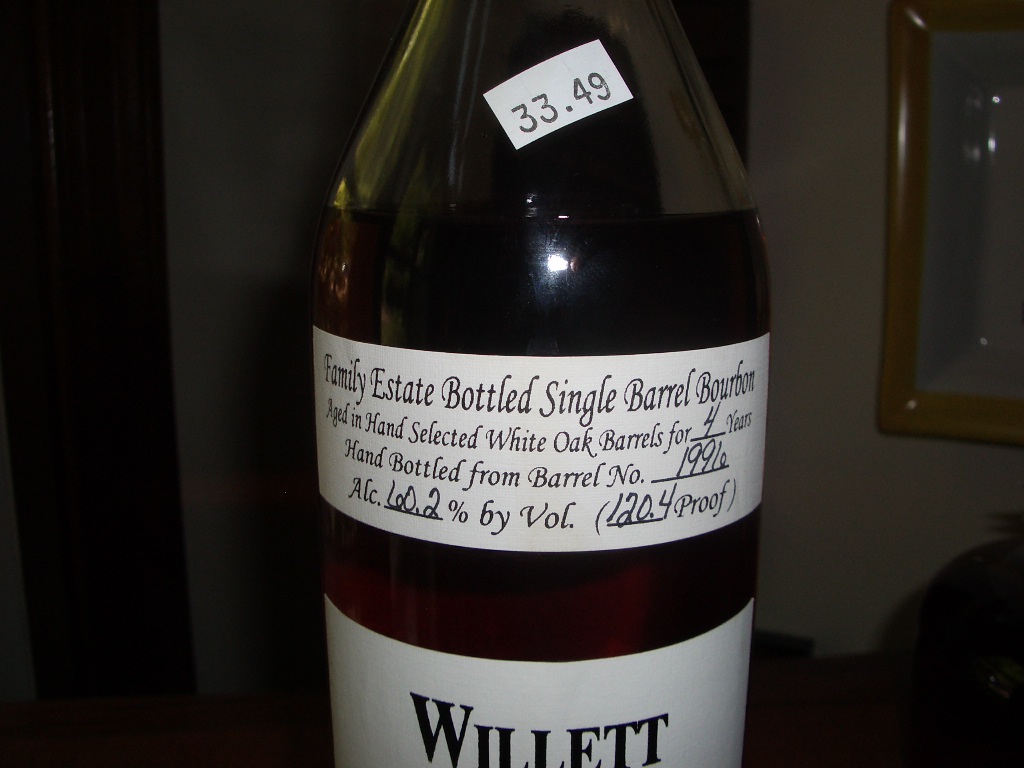 33.49
Family Estate Bottled Single Barrel Bourbon
Aged in Hand Selected White Oak Barrels for 4 Years
Hand Bottled from Barrel No. 1996
Alc. 60.2 % by Vol. (120.4 Proof)
WILLETT